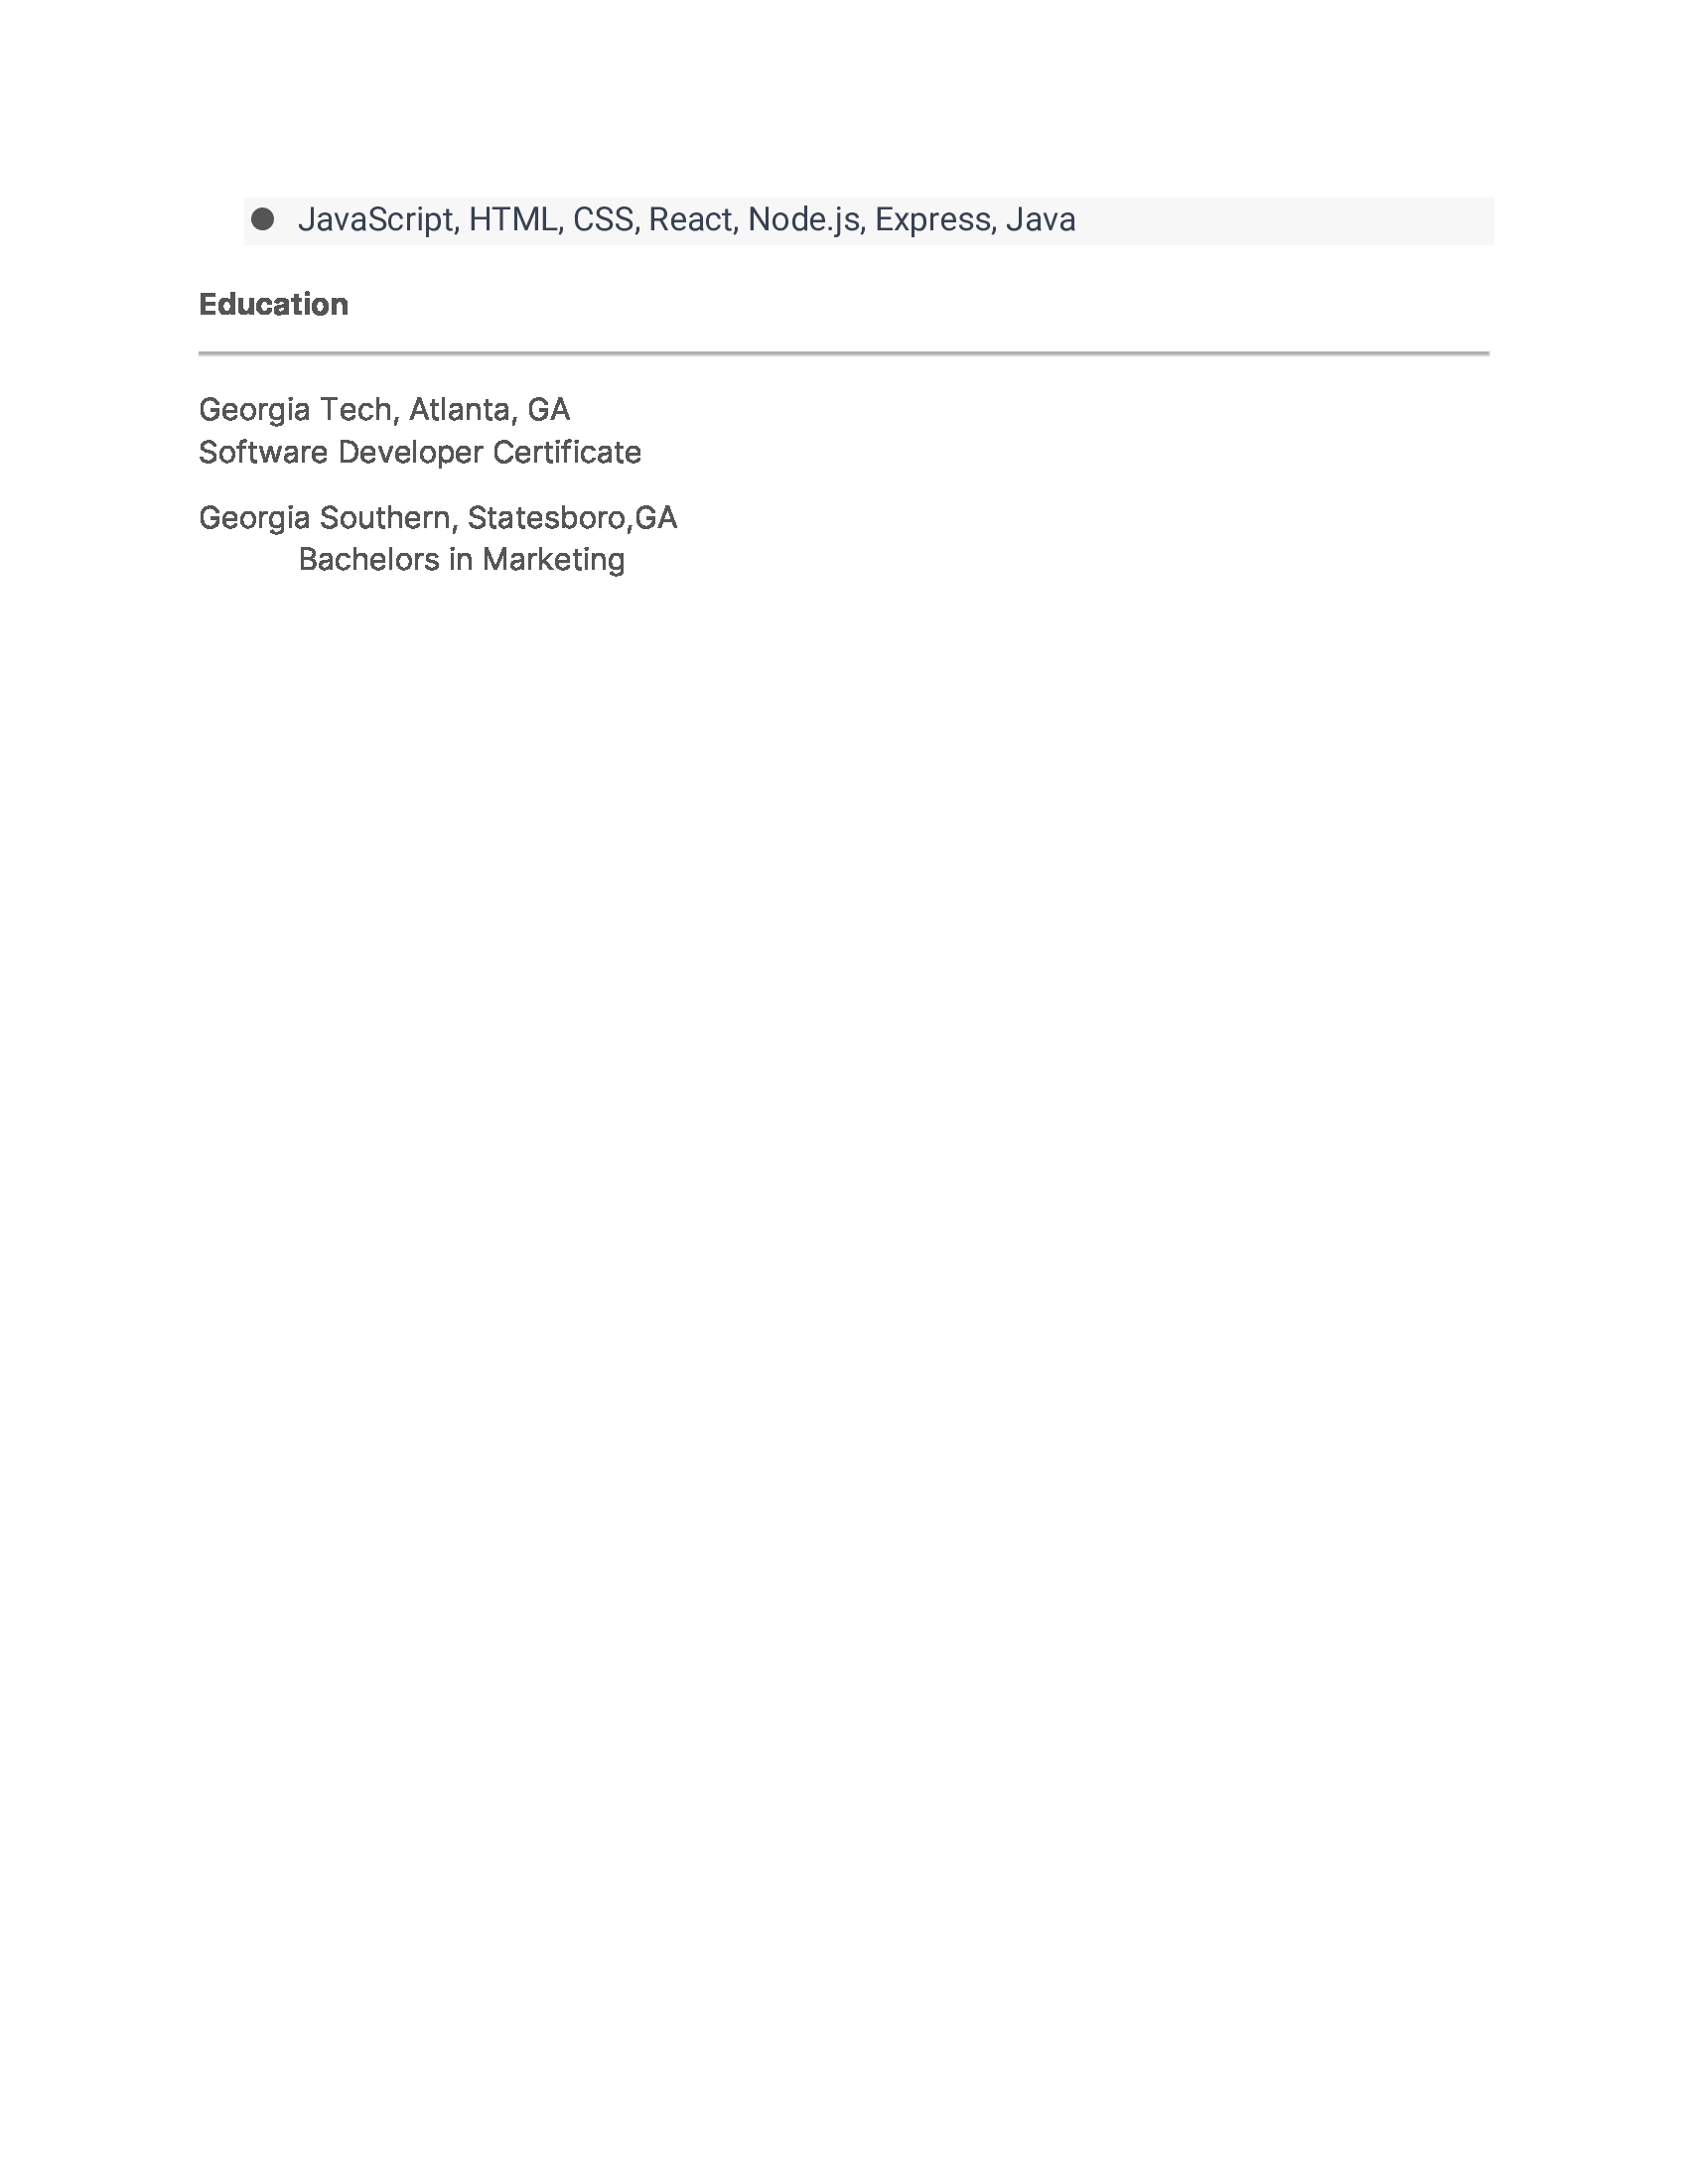 ● JavaScript, HTML, CSS, React, Node.js, Express, Java
Education
Georgia Tech, Atlanta, GA
Software Developer Certificate
Georgia Southern, Statesboro,GA
Bachelors in Marketing